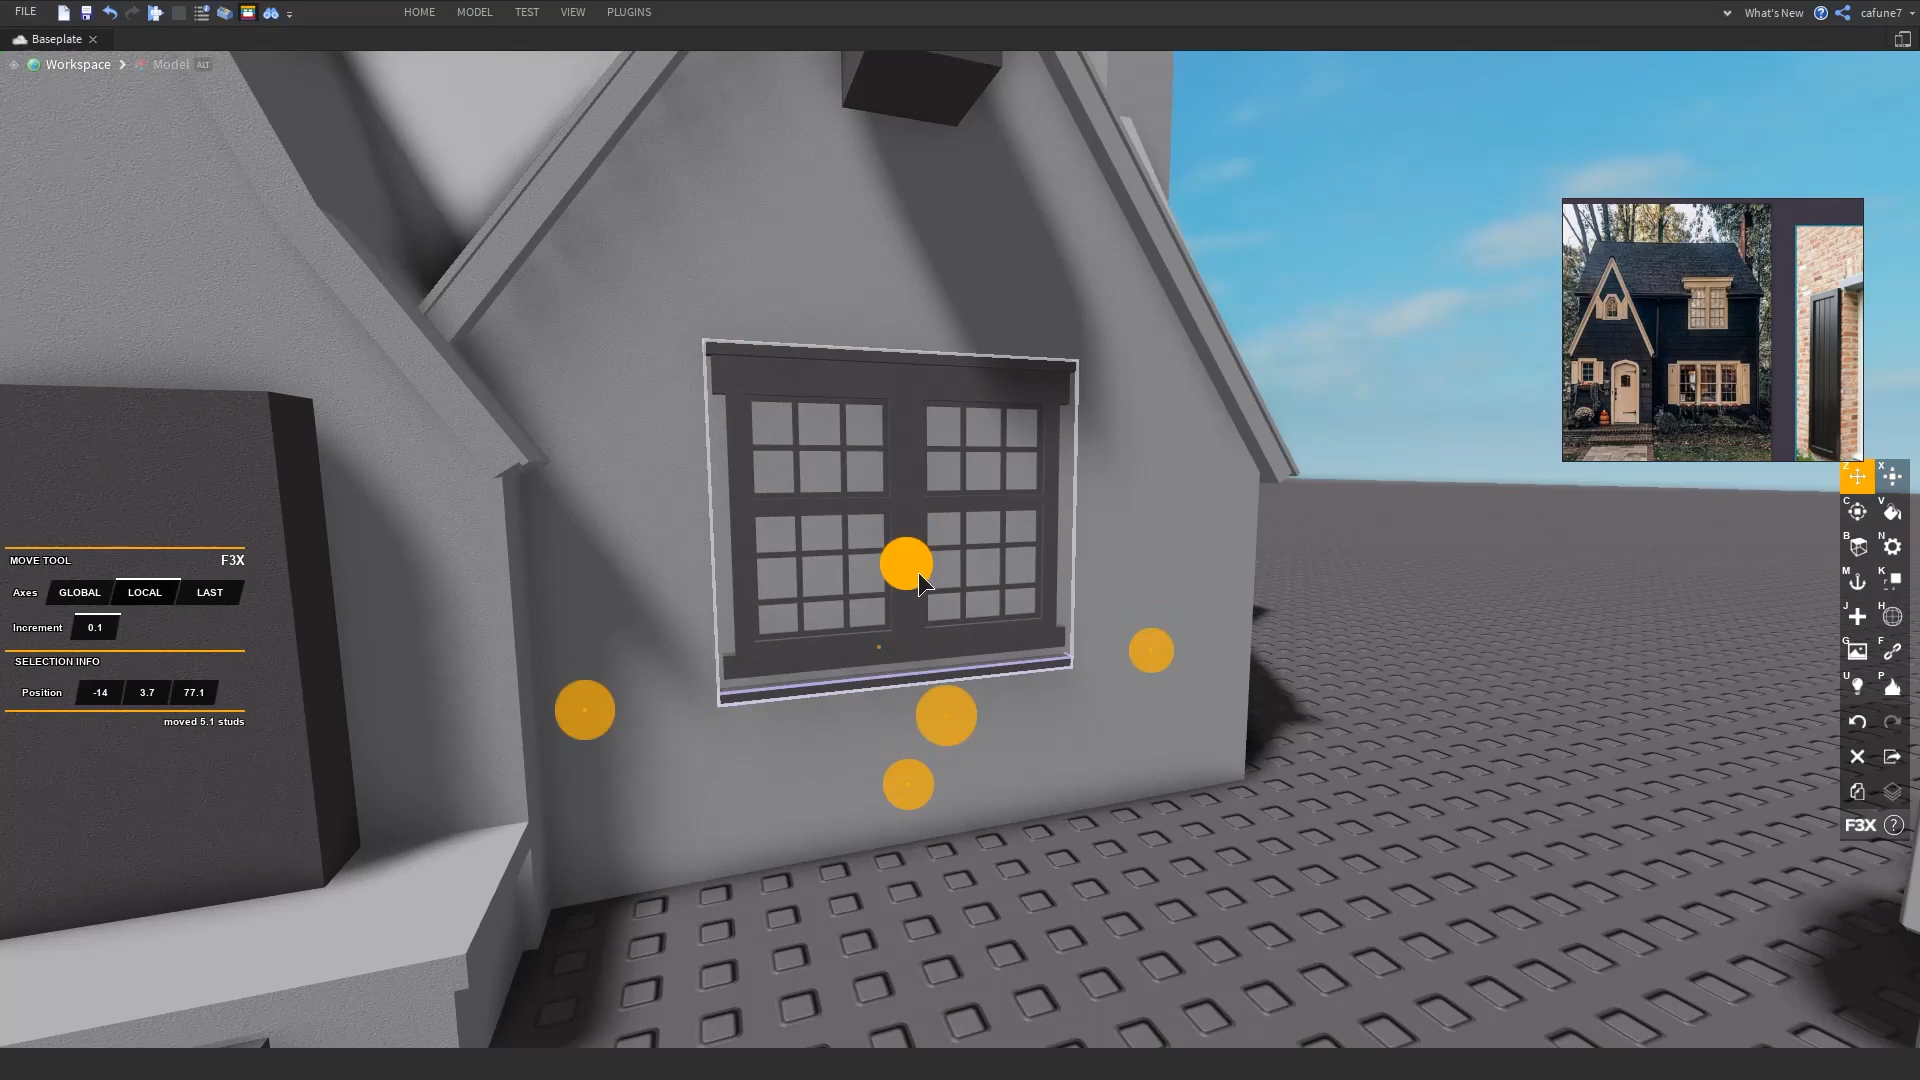 FILE
HOME
MODEL
TEST
VIEW
PLUGINS
What's New
cafune7
Baseplate
Workspace
Model
ALT
MOVE TOOL
F3X
Axes
GLOBAL
LOCAL
LAST
Increment
0.1
SELECTION INFO
Position
-14
3.7
77.1
moved 5.1 studs
Z
X
C
V
B
N
M
K
J
H
G
F
U
P
F3X
?